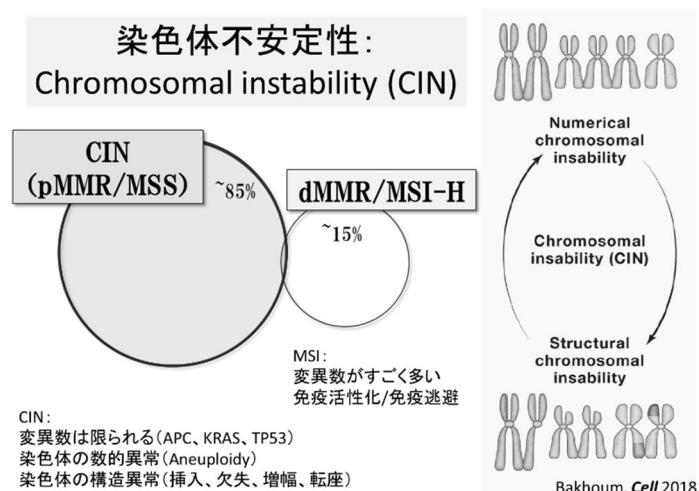 染色体不安定性：
Chromosomal instability (CIN)
CIN
(pMMR/MSS)
~85%
dMMR/MSI-H
~15%
MSI：
変異数がすごく多い
免疫活性化/免疫逃避
CIN：
変異数は限られる（APC、KRAS、TP53）
染色体の数的異常（Aneuploidy）
染色体の構造異常（挿入、欠失、増幅、転座）
Numerical
chromosomal
insability
Chromosomal
insability (CIN)
Structural
chromosomal
insability
Bakhoum, Cell 2018